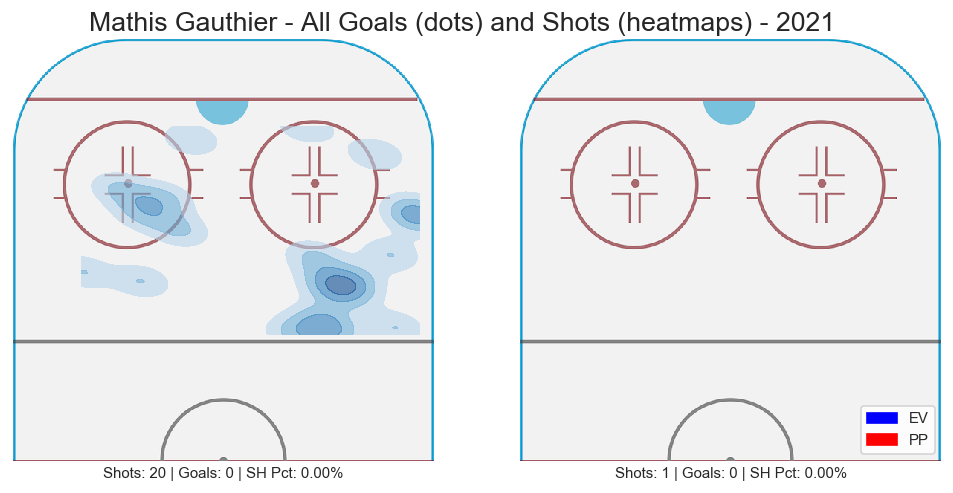 Mathis Gauthier - All Goals (dots) and Shots (heatmaps) - 2021
EV
PP
Shots: 20 | Goals: 0 | SH Pct: 0.00%
Shots: 1 | Goals: 0 | SH Pct: 0.00%